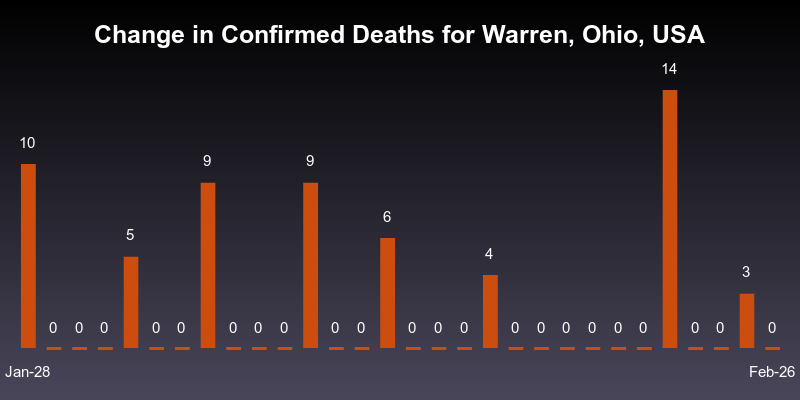 Change in Confirmed Deaths for Warren, Ohio, USA
10 0 0 0 5 0 0 9 0 0 0 9 0 0 6 0 0 0 4 0 0 0 0 0 0 14 0 0 3 0
Jan-28 Feb-26